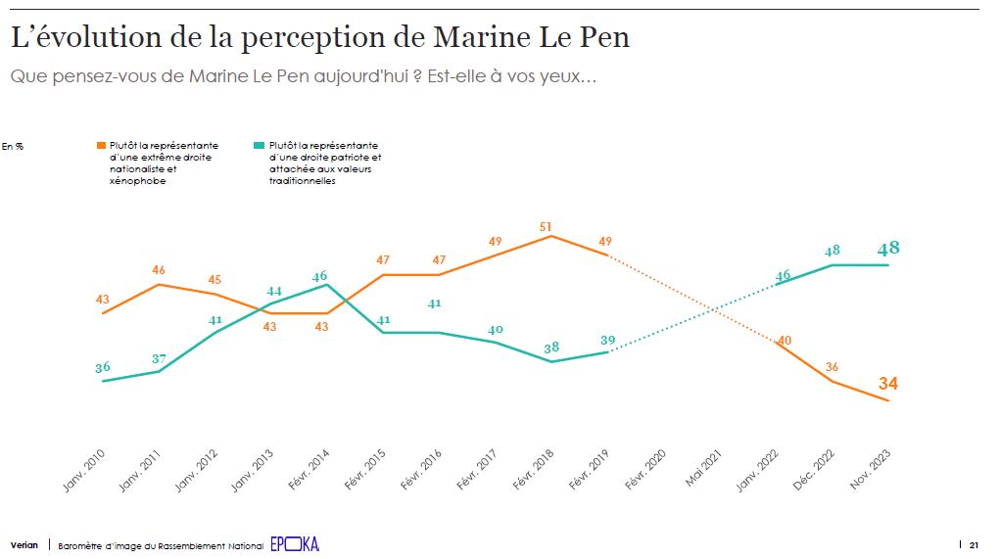 L’évolution de la perception de Marine Le Pen
Que pensez-vous de Marine Le Pen aujourd'hui ? Est-elle à vos yeux…
En %
Plutôt la représentante
d’une extrême droite
nationaliste et
xénophobe
Plutôt la représentante
d’une droite patriote et
attachée aux valeurs
traditionnelles
43 46 45 43 43 47 47 49 51 49 40 36 34
36 37 41 44 46 41 41 40 38 39 46 48 48
Janv. 2010
Janv. 2011
Janv. 2012
Janv. 2013
Févr. 2014
Févr. 2015
Févr. 2016
Févr. 2017
Févr. 2018
Févr. 2019
Févr. 2020
Mai 2021
Janv. 2022
Déc. 2022
Nov. 2023
Verian | Baromètre d’image du Rassemblement National EPOKA
| 21